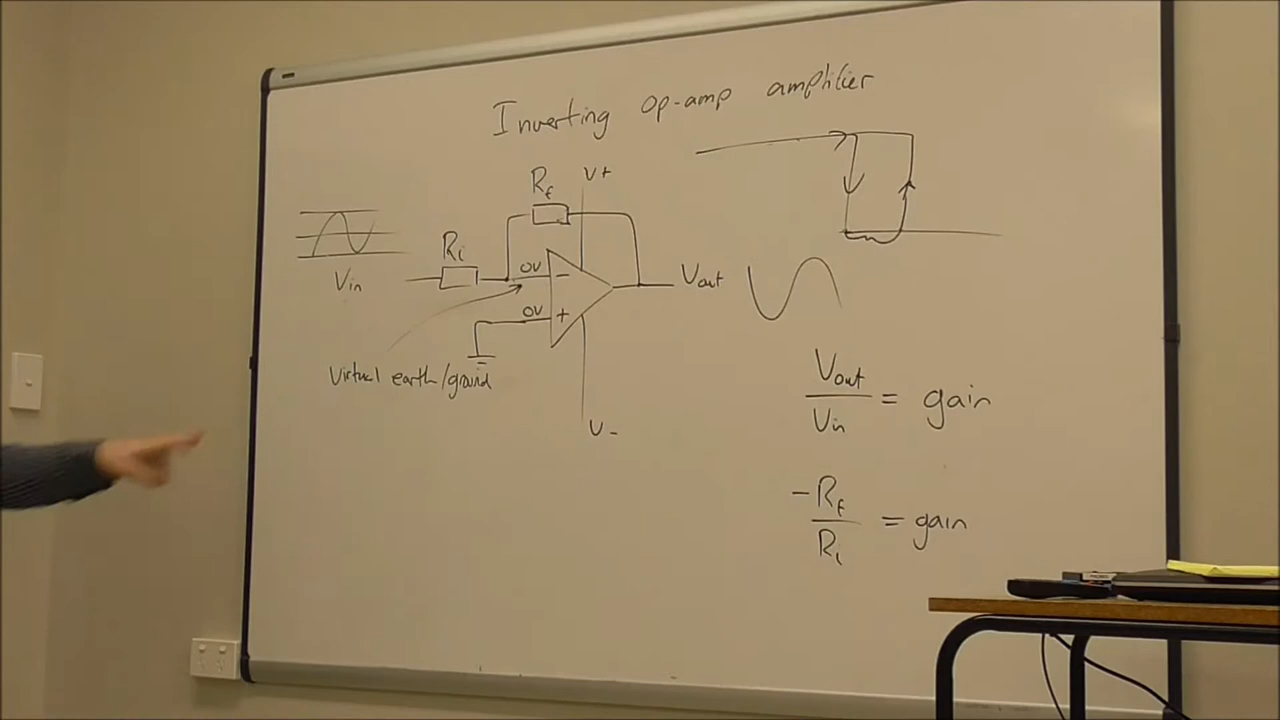 Inverting op-amp amplifier
Rf
V+
Ri
0V
−
Vin
Vout
0V
+
Virtual earth/ground
V-
Vout
Vin
= gain
-Rf
Ri
= gain